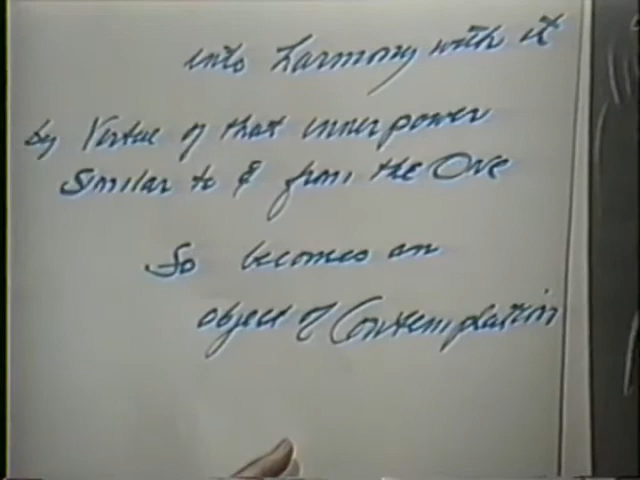 into Harmony with it
by Virtue of that inner power
Similar to & from the One
So becomes an
object of Contemplation